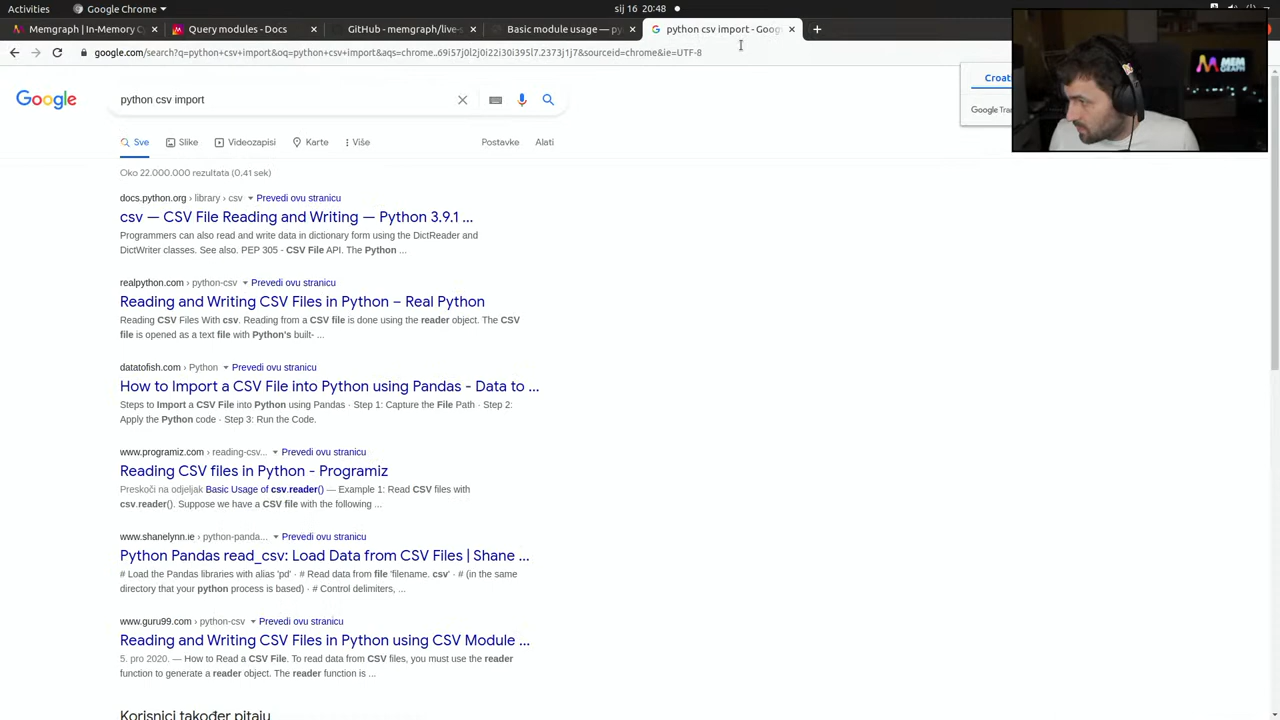 Activities
Google Chrome
sij 16 20:48
Memgraph | In-Memory C
Query modules - Docs
GitHub - memgraph/live-s
Basic module usage — py
python csv import - Goog
google.com/search?q=python+csv+import&oq=python+csv+import&aqs=chrome..69i57j0l2j0i22i30i395l7.2373j1j7&sourceid=chrome&ie=UTF-8
Google
python csv import
Croati
Google Tran
MEM
GRAPH
Sve
Slike
Videozapisi
Karte
Više
Postavke
Alati
Oko 22.000.000 rezultata (0,41 sek)
docs.python.org › library › csv Prevedi ovu stranicu
csv — CSV File Reading and Writing — Python 3.9.1 ...
Programmers can also read and write data in dictionary form using the DictReader and
DictWriter classes. See also. PEP 305 - CSV File API. The Python ...
realpython.com › python-csv Prevedi ovu stranicu
Reading and Writing CSV Files in Python – Real Python
Reading CSV Files With csv. Reading from a CSV file is done using the reader object. The CSV
file is opened as a text file with Python's built- ...
datatofish.com › Python Prevedi ovu stranicu
How to Import a CSV File into Python using Pandas - Data to ...
Steps to Import a CSV File into Python using Pandas · Step 1: Capture the File Path · Step 2:
Apply the Python code · Step 3: Run the Code.
www.programiz.com › reading-csv... Prevedi ovu stranicu
Reading CSV files in Python - Programiz
Preskoči na odjeljak Basic Usage of csv.reader() — Example 1: Read CSV files with
csv.reader(). Suppose we have a CSV file with the following ...
www.shanelynn.ie › python-panda... Prevedi ovu stranicu
Python Pandas read_csv: Load Data from CSV Files | Shane ...
# Load the Pandas libraries with alias 'pd' · # Read data from file 'filename. csv' · # (in the same
directory that your python process is based) · # Control delimiters, ...
www.guru99.com › python-csv Prevedi ovu stranicu
Reading and Writing CSV Files in Python using CSV Module ...
5. pro 2020. — How to Read a CSV File. To read data from CSV files, you must use the reader
function to generate a reader object. The reader function is ...
Korisnici također pitaju